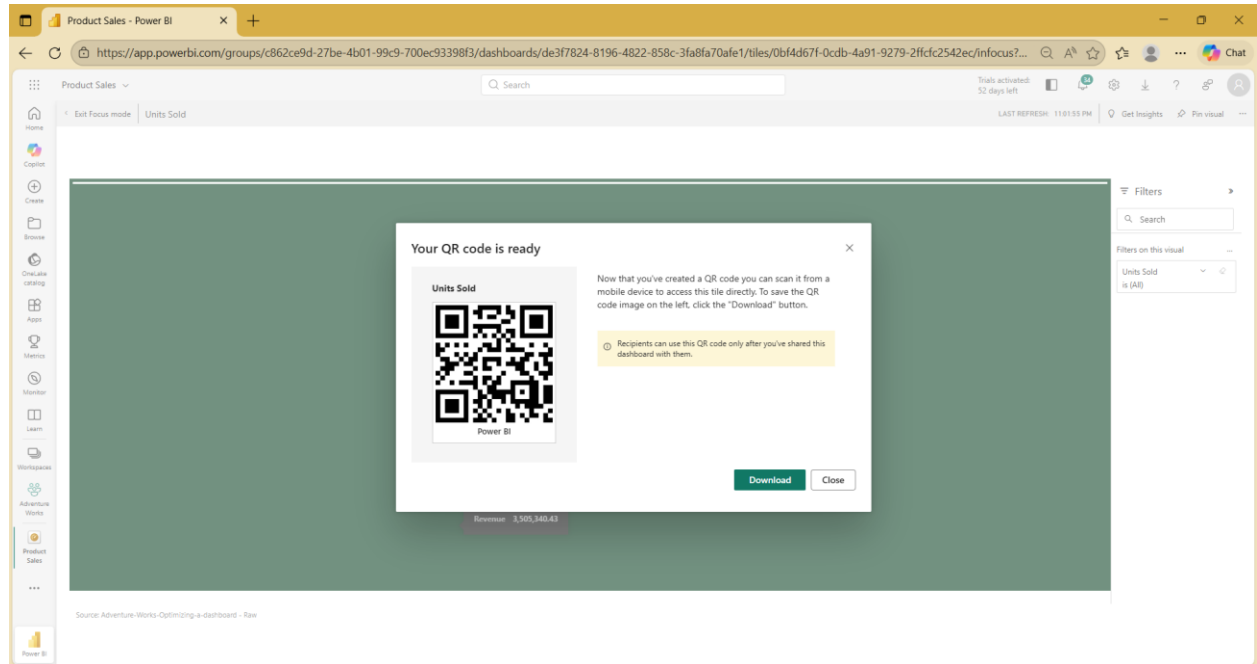 Product Sales - Power BI
https://app.powerbi.com/groups/c862ce9d-27be-4b01-99c9-700ec93398f3/dashboards/de3f7824-8196-4822-858c-3fa8fa70afe1/tiles/0bf4d67f-0cdb-4a91-9279-2ffcfc2542ec/infocus?...
Chat
Product Sales
Search
Trials activated:
52 days left
54
R
Home
Exit Focus mode
Units Sold
LAST REFRESH: 11:01:55 PM
Get Insights
Pin visual
Copilot
Create
Browse
OneLake
catalog
Apps
Metrics
Monitor
Learn
Workspaces
Adventure
Works
Product
Sales
Power BI
Your QR code is ready
Units Sold
Power BI
Now that you've created a QR code you can scan it from a
mobile device to access this tile directly. To save the QR
code image on the left, click the "Download" button.
Recipients can use this QR code only after you've shared this
dashboard with them.
Download
Close
Revenue 3,505,340.43
Filters
Search
Filters on this visual
Units Sold
is (All)
Source: Adventure-Works-Optimizing-a-dashboard - Raw